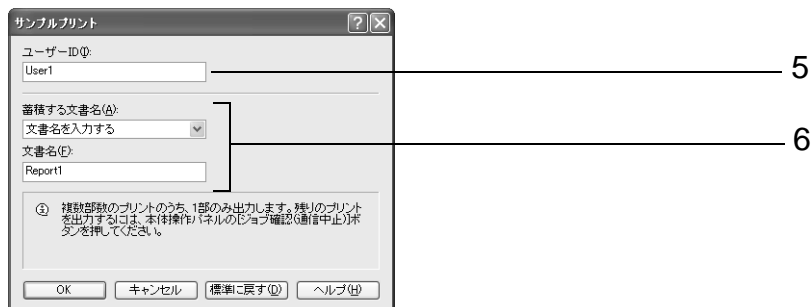 サンプルプリント
ユーザーID(I):
User1
5
蓄積する文書名(A):
文書名を入力する
6
文書名(F):
Report1
複数部数のプリントのうち、1部のみ出力します。残りのプリント
を出力するには、本体操作パネルの[ジョブ確認(通信中止)]ボ
タンを押してください。
OK キャンセル 標準に戻す(D) ヘルプ(H)